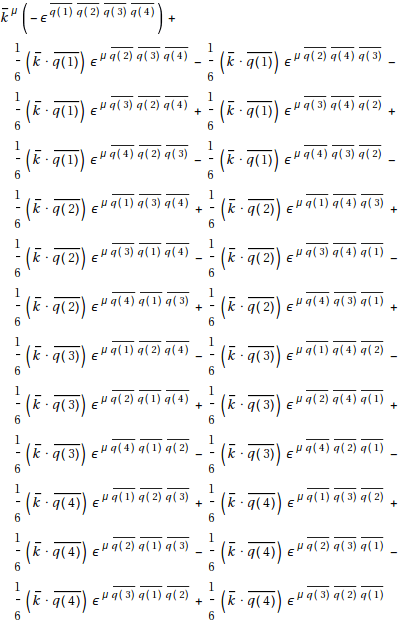 k̄ μ (−ϵ q(1) q(2) q(3) q(4)) +
1/6 (k̄ · q(1)) ϵ μ q(2) q(3) q(4) − 1/6 (k̄ · q(1)) ϵ μ q(2) q(4) q(3) −
1/6 (k̄ · q(1)) ϵ μ q(3) q(2) q(4) + 1/6 (k̄ · q(1)) ϵ μ q(3) q(4) q(2) +
1/6 (k̄ · q(1)) ϵ μ q(4) q(2) q(3) − 1/6 (k̄ · q(1)) ϵ μ q(4) q(3) q(2) −
1/6 (k̄ · q(2)) ϵ μ q(1) q(3) q(4) + 1/6 (k̄ · q(2)) ϵ μ q(1) q(4) q(3) +
1/6 (k̄ · q(2)) ϵ μ q(3) q(1) q(4) − 1/6 (k̄ · q(2)) ϵ μ q(3) q(4) q(1) −
1/6 (k̄ · q(2)) ϵ μ q(4) q(1) q(3) + 1/6 (k̄ · q(2)) ϵ μ q(4) q(3) q(1) +
1/6 (k̄ · q(3)) ϵ μ q(1) q(2) q(4) − 1/6 (k̄ · q(3)) ϵ μ q(1) q(4) q(2) −
1/6 (k̄ · q(3)) ϵ μ q(2) q(1) q(4) + 1/6 (k̄ · q(3)) ϵ μ q(2) q(4) q(1) +
1/6 (k̄ · q(3)) ϵ μ q(4) q(1) q(2) − 1/6 (k̄ · q(3)) ϵ μ q(4) q(2) q(1) −
1/6 (k̄ · q(4)) ϵ μ q(1) q(2) q(3) + 1/6 (k̄ · q(4)) ϵ μ q(1) q(3) q(2) +
1/6 (k̄ · q(4)) ϵ μ q(2) q(1) q(3) − 1/6 (k̄ · q(4)) ϵ μ q(2) q(3) q(1) −
1/6 (k̄ · q(4)) ϵ μ q(3) q(1) q(2) + 1/6 (k̄ · q(4)) ϵ μ q(3) q(2) q(1)